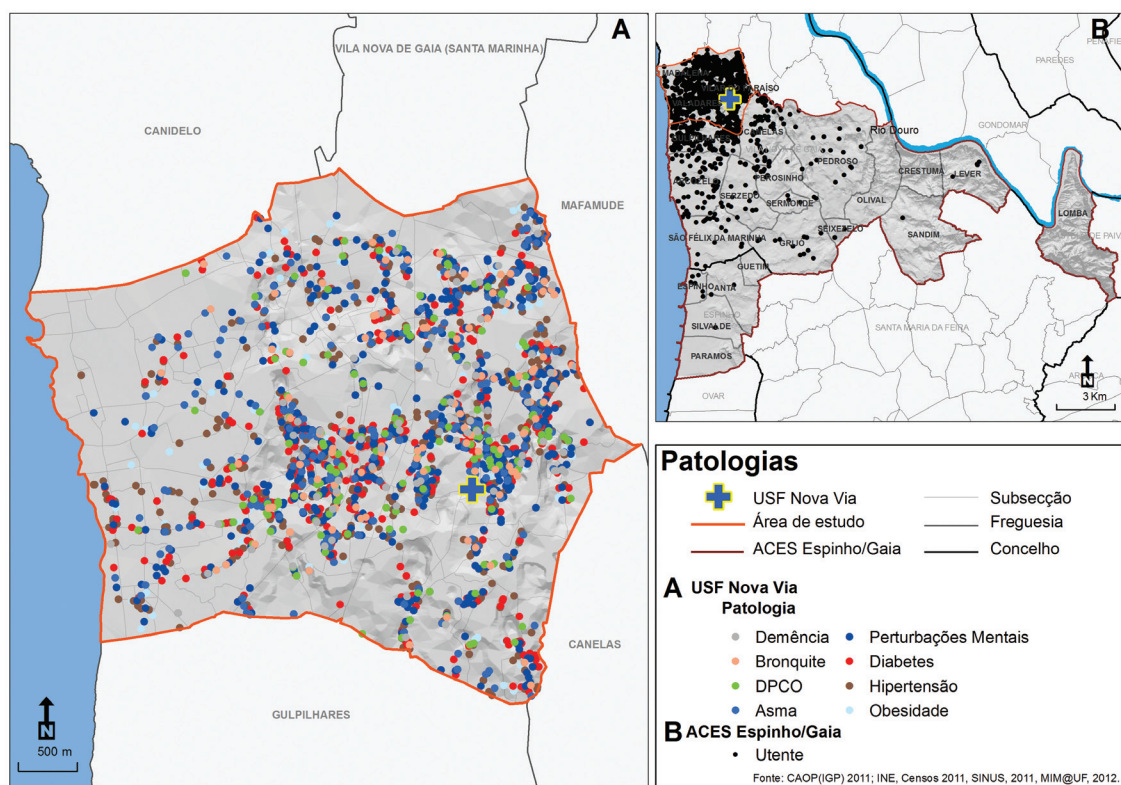 A
VILA NOVA DE GAIA (SANTA MARINHA)
CANIDELO
MAFAMUDE
CANELAS
GULPILHARES
N
500 m
B
PAREDES
GONDOMAR
Rio Douro
VALADARES
CANELAS
PEDROSO
PEROSINHO
CRESTUMA
LEVER
SERZEDO
SERMONDE
OLIVAL
LOMBA
SEIXEZELO
SANDIM
SÃO FÉLIX DA MARINHA
GRIJÓ
GUETIM
ESPINHO
ANTA
ESPINHO
SILVALDE
SANTA MARIA DA FEIRA
PARAMOS
OVAR
N
3 Km
Patologias
USF Nova Via
Subsecção
Área de estudo
Freguesia
ACES Espinho/Gaia
Concelho
A USF Nova Via
Patologia
Demência
Perturbações Mentais
Bronquite
Diabetes
DPCO
Hipertensão
Asma
Obesidade
B ACES Espinho/Gaia
Utente
Fonte: CAOP(IGP) 2011; INE, Censos 2011, SINUS, 2011, MIM@UF, 2012.